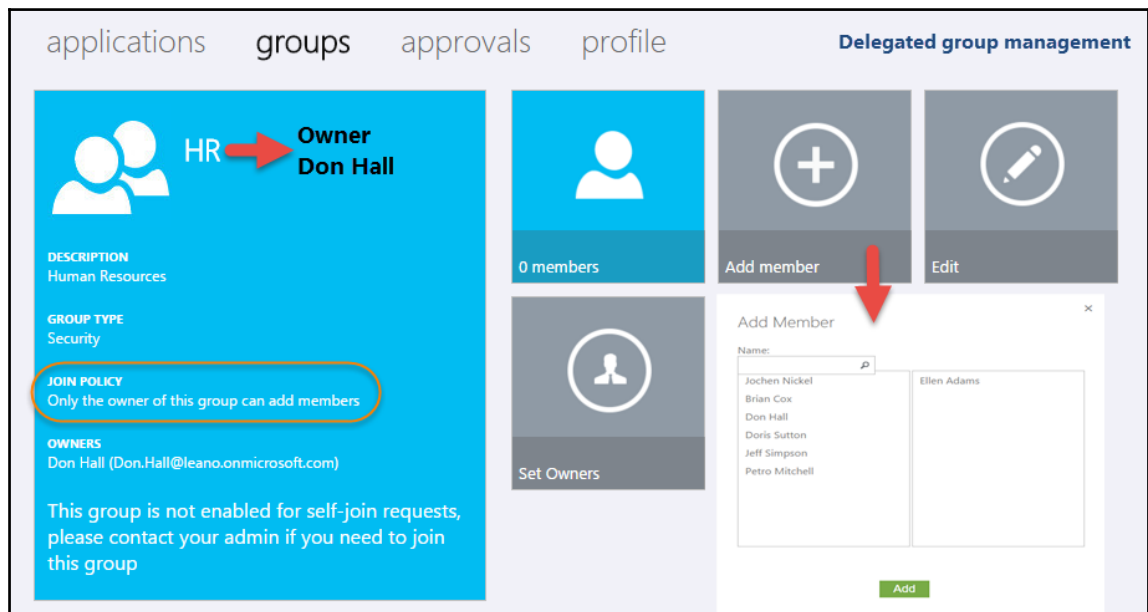 applications groups approvals profile
Delegated group management
HR
Owner
Don Hall
DESCRIPTION
Human Resources
GROUP TYPE
Security
JOIN POLICY
Only the owner of this group can add members
OWNERS
Don Hall (Don.Hall@leano.onmicrosoft.com)
This group is not enabled for self-join requests,
please contact your admin if you need to join
this group
0 members
Add member
Edit
Set Owners
Add Member
Name:
Jochen Nickel
Brian Cox
Don Hall
Doris Sutton
Jeff Simpson
Petro Mitchell
Ellen Adams
Add